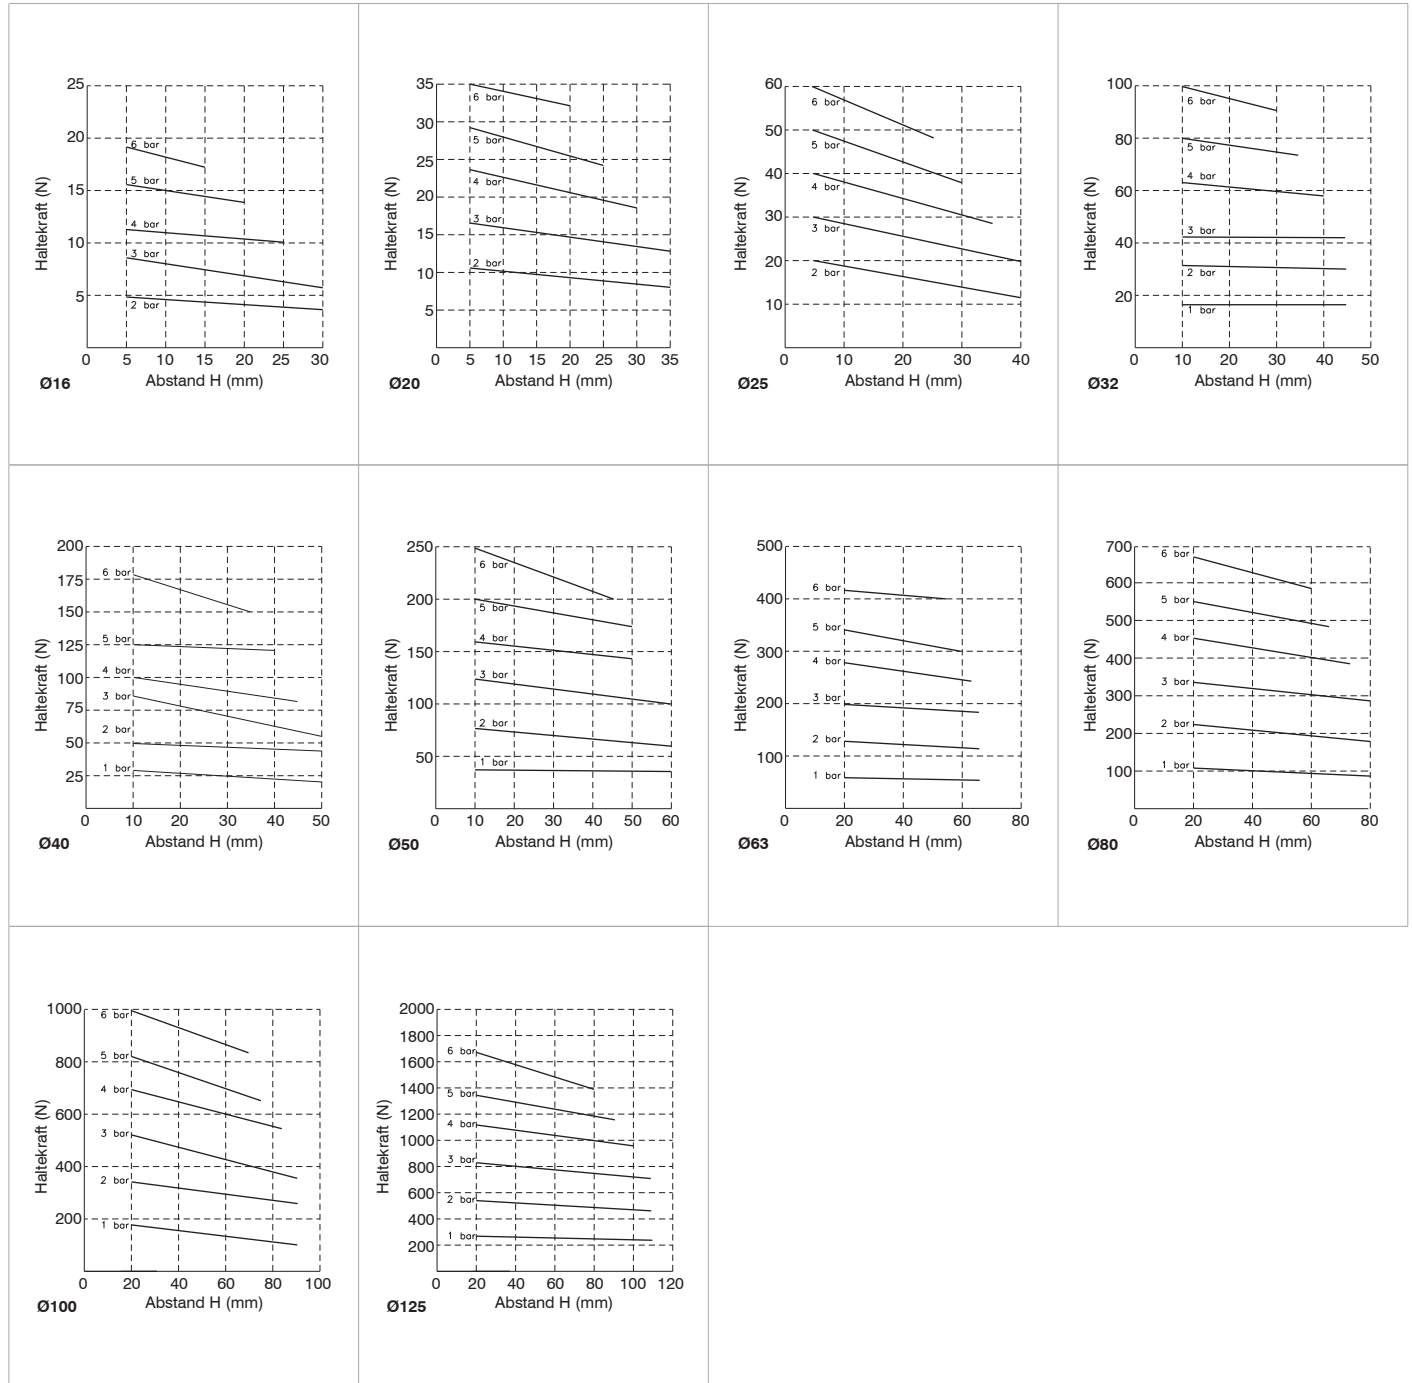 25
20
15
10
5
0 5 10 15 20 25 30
Haltekraft (N)
6 bar
5 bar
4 bar
3 bar
2 bar
Abstand H (mm)
Ø16
35
30
25
20
15
10
5
0 5 10 15 20 25 30 35
Haltekraft (N)
6 bar
5 bar
4 bar
3 bar
2 bar
Abstand H (mm)
Ø20
60
50
40
30
20
10
0 10 20 30 40
Haltekraft (N)
6 bar
5 bar
4 bar
3 bar
2 bar
Abstand H (mm)
Ø25
100
80
60
40
20
0 10 20 30 40 50
Haltekraft (N)
6 bar
5 bar
4 bar
3 bar
2 bar
1 bar
Abstand H (mm)
Ø32
200
175
150
125
100
75
50
25
0 10 20 30 40 50
Haltekraft (N)
6 bar
5 bar
4 bar
3 bar
2 bar
1 bar
Abstand H (mm)
Ø40
250
200
150
100
50
0 10 20 30 40 50 60
Haltekraft (N)
6 bar
5 bar
4 bar
3 bar
2 bar
1 bar
Abstand H (mm)
Ø50
500
400
300
200
100
0 20 40 60 80
Haltekraft (N)
6 bar
5 bar
4 bar
3 bar
2 bar
1 bar
Abstand H (mm)
Ø63
700
600
500
400
300
200
100
0 20 40 60 80
Haltekraft (N)
6 bar
5 bar
4 bar
3 bar
2 bar
1 bar
Abstand H (mm)
Ø80
1000
800
600
400
200
0 20 40 60 80 100
Haltekraft (N)
6 bar
5 bar
4 bar
3 bar
2 bar
1 bar
Abstand H (mm)
Ø100
2000
1800
1600
1400
1200
1000
800
600
400
200
0 20 40 60 80 100 120
Haltekraft (N)
6 bar
5 bar
4 bar
3 bar
2 bar
1 bar
Abstand H (mm)
Ø125